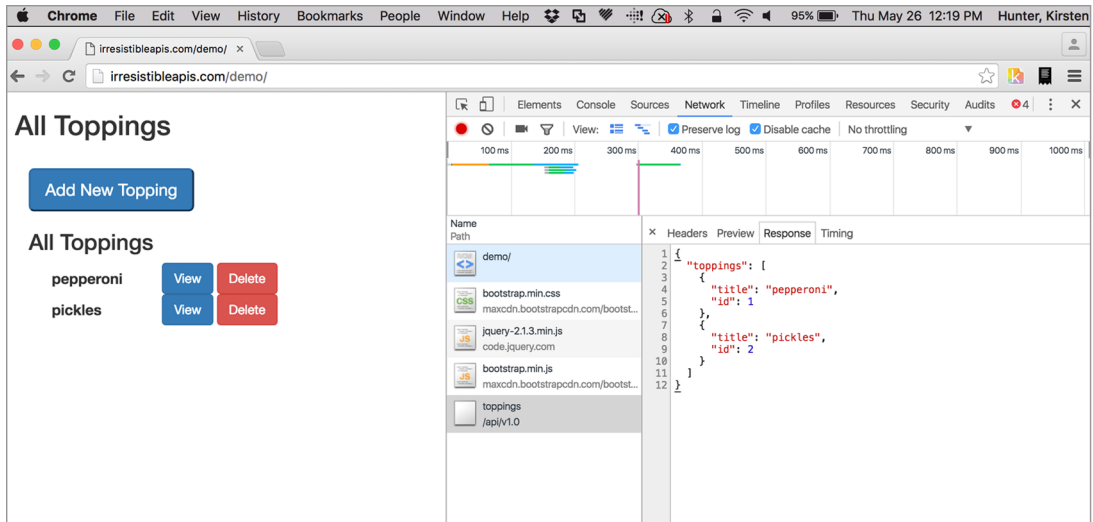 Chrome File Edit View History Bookmarks People Window Help 95% Thu May 26 12:19 PM Hunter, Kirsten
irresistibleapis.com/demo/ ×
irresistibleapis.com/demo/
Elements Console Sources Network Timeline Profiles Resources Security Audits 4
View: Preserve log Disable cache No throttling
100 ms 200 ms 300 ms 400 ms 500 ms 600 ms 700 ms 800 ms 900 ms 1000 ms
All Toppings
Add New Topping
All Toppings
pepperoni View Delete
pickles View Delete
Name
Path
demo/
bootstrap.min.css
maxcdn.bootstrapcdn.com/bootst...
jquery-2.1.3.min.js
code.jquery.com
bootstrap.min.js
maxcdn.bootstrapcdn.com/bootst...
toppings
/api/v1.0
× Headers Preview Response Timing
1 {
2 "toppings": [
3 {
4 "title": "pepperoni",
5 "id": 1
6 },
7 {
8 "title": "pickles",
9 "id": 2
10 }
11 ]
12 }